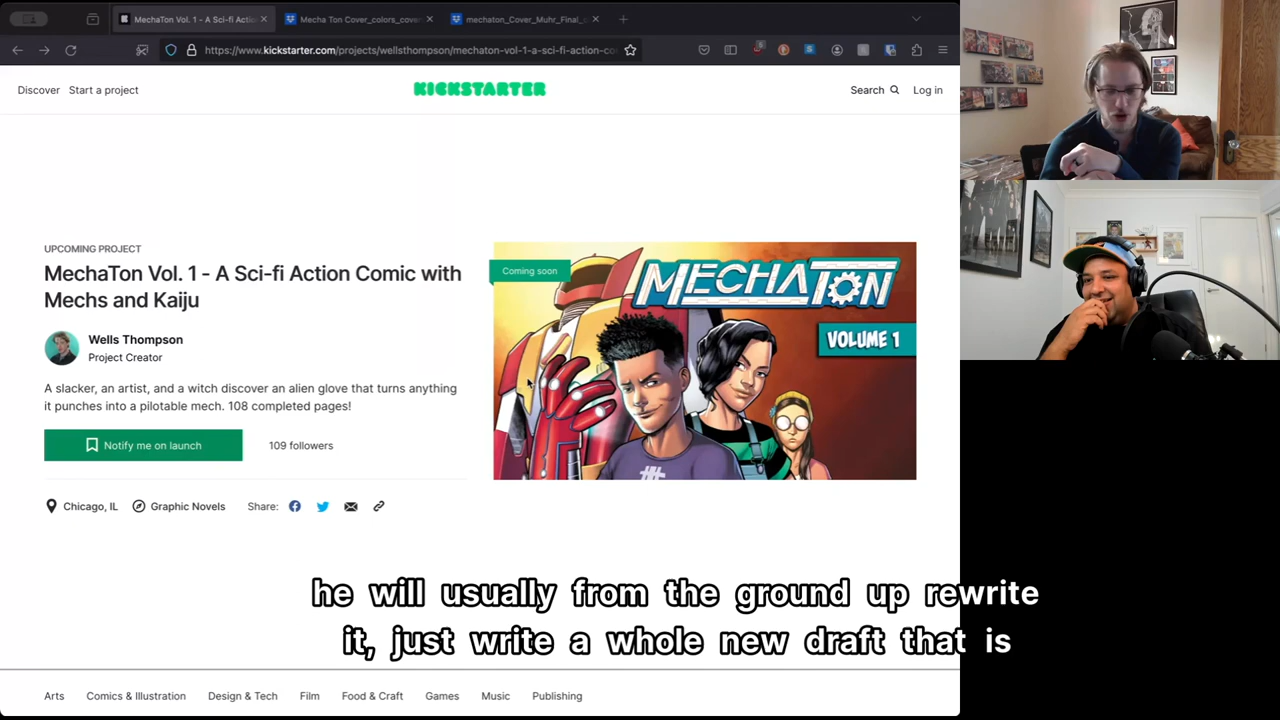 MechaTon Vol. 1 - A Sci-fi Actio
Mecha Ton Cover_colors_cover
mechaton_Cover_Muhr_Final_s
https://www.kickstarter.com/projects/wellsthompson/mechaton-vol-1-a-sci-fi-action-co
Discover Start a project
KICKSTARTER
Search Log in
UPCOMING PROJECT
MechaTon Vol. 1 - A Sci-fi Action Comic with
Mechs and Kaiju
Wells Thompson
Project Creator
A slacker, an artist, and a witch discover an alien glove that turns anything
it punches into a pilotable mech. 108 completed pages!
Notify me on launch 109 followers
Chicago, IL Graphic Novels Share:
Coming soon
MECHATON
VOLUME 1
he will usually from the ground up rewrite
it, just write a whole new draft that is
Arts Comics & Illustration Design & Tech Film Food & Craft Games Music Publishing